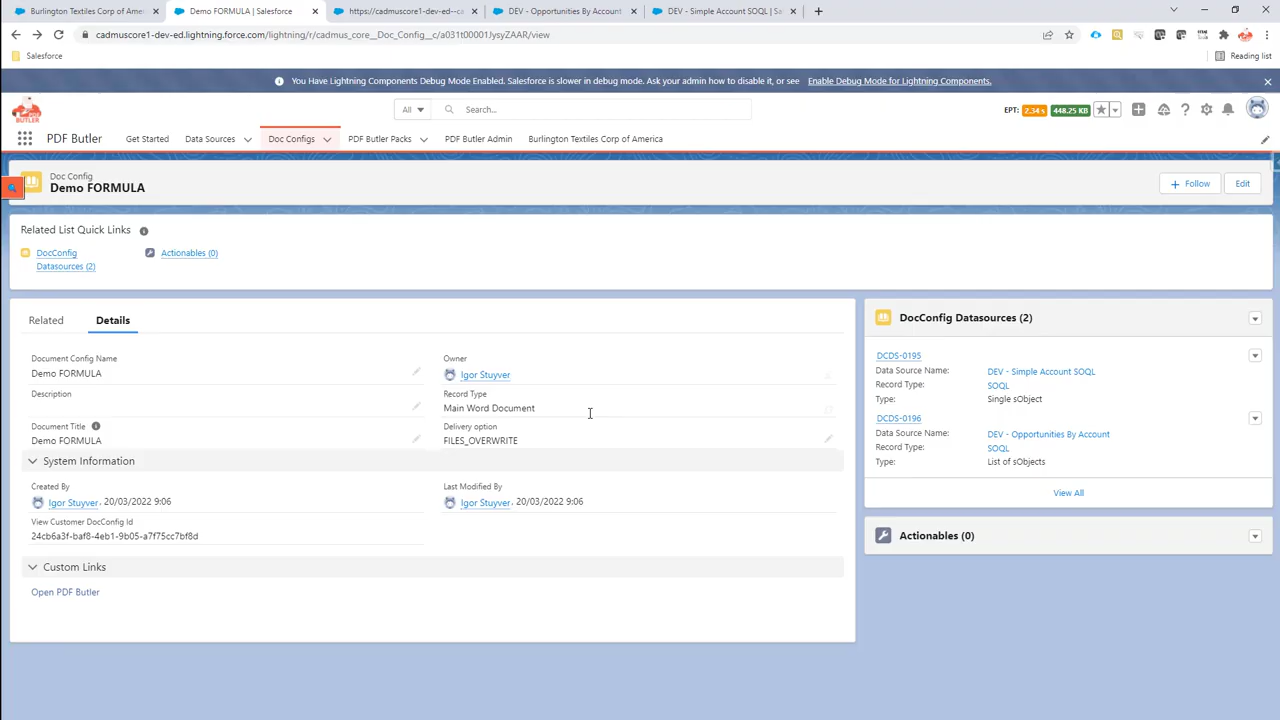 Burlington Textiles Corp of Amer
Demo FORMULA | Salesforce
https://cadmuscore1-dev-ed--ca
DEV - Opportunities By Account
DEV - Simple Account SOQL | Sa
cadmuscore1-dev-ed.lightning.force.com/lightning/r/cadmus_core__Doc_Config__c/a031t00001JysyZAAR/view
Salesforce
Reading list
You Have Lightning Components Debug Mode Enabled. Salesforce is slower in debug mode. Ask your admin how to disable it, or see Enable Debug Mode for Lightning Components.
All
Search...
EPT: 2.34 s 448.25 KB
PDF Butler
Get Started
Data Sources
Doc Configs
PDF Butler Packs
PDF Butler Admin
Burlington Textiles Corp of America
Doc Config
Demo FORMULA
Follow
Edit
Related List Quick Links
DocConfig
Datasources (2)
Actionables (0)
Related
Details
Document Config Name
Demo FORMULA
Owner
Igor Stuyver
Description
Record Type
Main Word Document
Document Title
Demo FORMULA
Delivery option
FILES_OVERWRITE
System Information
Created By
Igor Stuyver, 20/03/2022 9:06
Last Modified By
Igor Stuyver, 20/03/2022 9:06
View Customer DocConfig Id
24cb6a3f-baf8-4eb1-9b05-a7f75cc7bf8d
Custom Links
Open PDF Butler
DocConfig Datasources (2)
DCDS-0195
Data Source Name: DEV - Simple Account SOQL
Record Type: SOQL
Type: Single sObject
DCDS-0196
Data Source Name: DEV - Opportunities By Account
Record Type: SOQL
Type: List of sObjects
View All
Actionables (0)